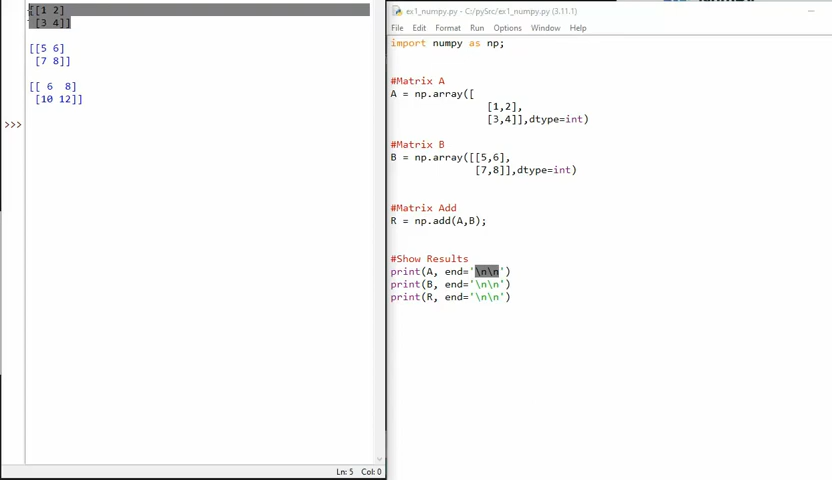 [[1 2]
[3 4]]
[[5 6]
[7 8]]
[[ 6  8]
[10 12]]
>>>
Ln: 5 Col: 0
ex1_numpy.py - C:/pySrc/ex1_numpy.py (3.11.1)
File Edit Format Run Options Window Help
import numpy as np;
#Matrix A
A = np.array([
[1,2],
[3,4]],dtype=int)
#Matrix B
B = np.array([[5,6],
[7,8]],dtype=int)
#Matrix Add
R = np.add(A,B);
#Show Results
print(A, end='\n\n')
print(B, end='\n\n')
print(R, end='\n\n')